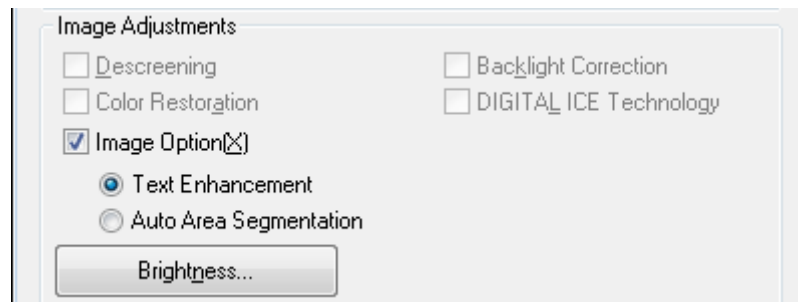 Image Adjustments
Descreening Backlight Correction
Color Restoration DIGITAL ICE Technology
Image Option(X)
Text Enhancement
Auto Area Segmentation
Brightness...